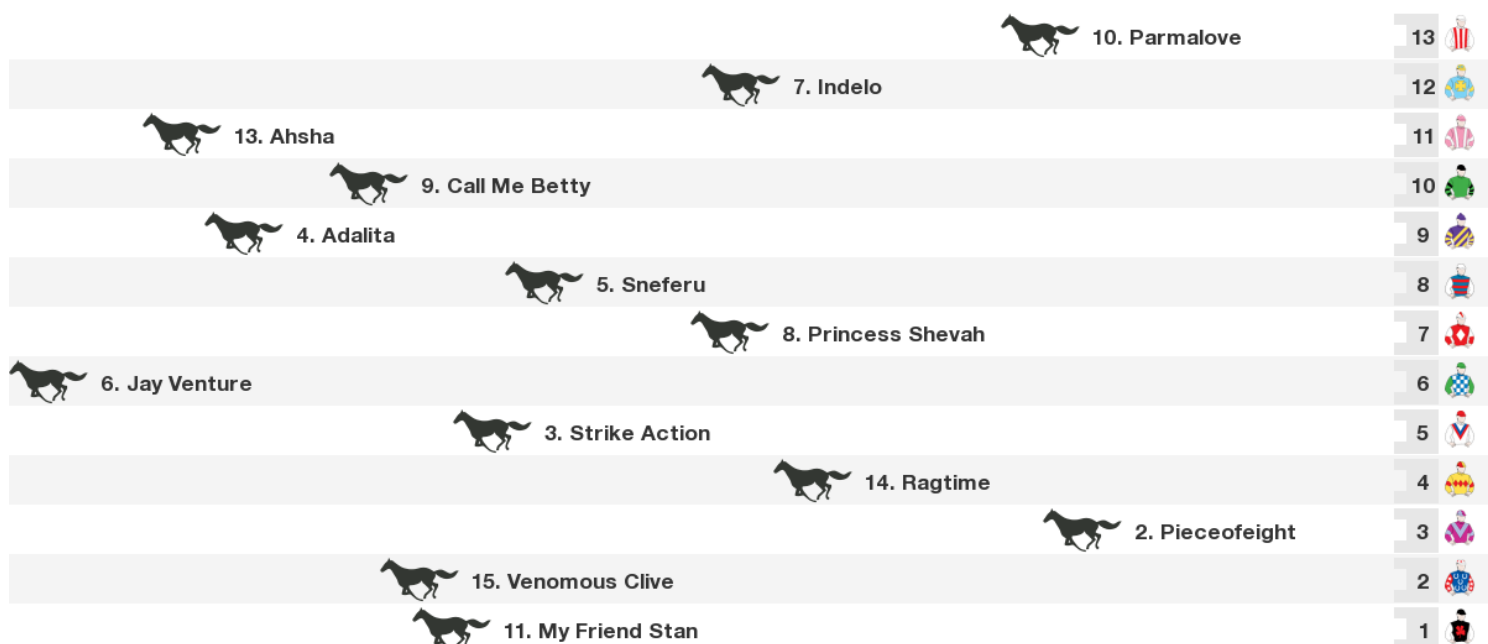 10. Parmalove 13
7. Indelo 12
13. Ahsha 11
9. Call Me Betty 10
4. Adalita 9
5. Sneferu 8
8. Princess Shevah 7
6. Jay Venture 6
3. Strike Action 5
14. Ragtime 4
2. Pieceofeight 3
15. Venomous Clive 2
11. My Friend Stan 1